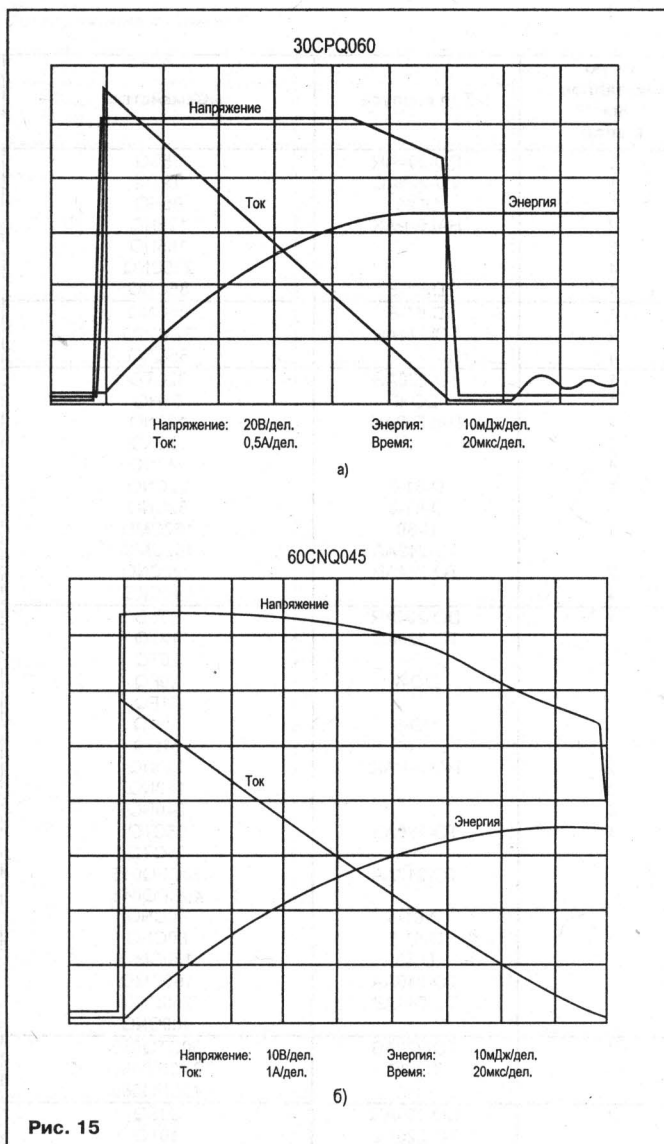 30CPQ060
Напряжение
Ток
Энергия
Напряжение: 20В/дел. Энергия: 10мДж/дел.
Ток: 0,5А/дел. Время: 20мкс/дел.
а)
60CNQ045
Напряжение
Ток
Энергия
Напряжение: 10В/дел. Энергия: 10мДж/дел.
Ток: 1А/дел. Время: 20мкс/дел.
б)
Рис. 15